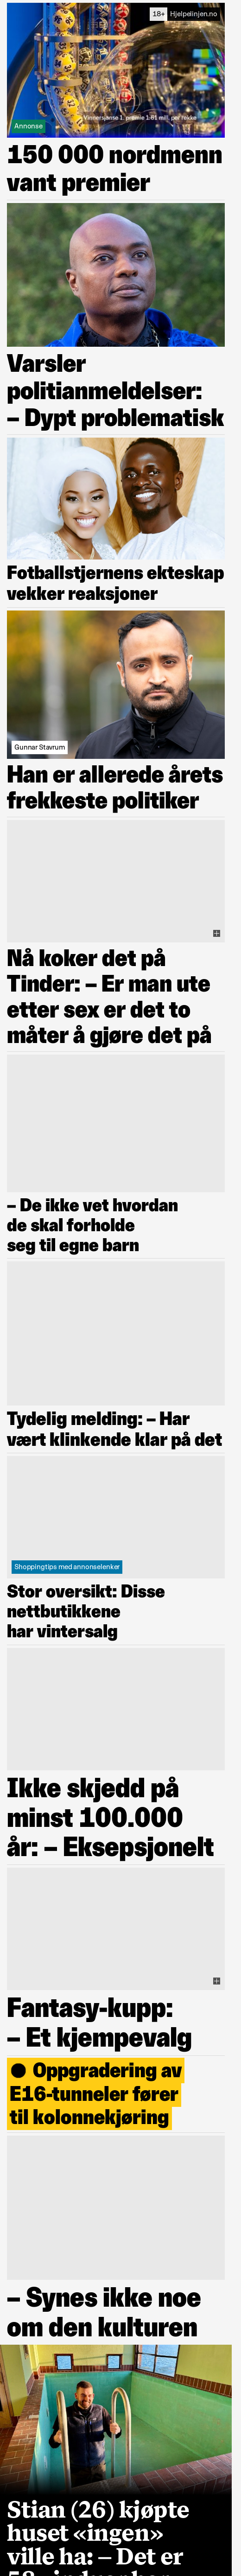 18+ Hjelpelinjen.no
Vinnersjanse 1. premie 1.81 mill. per rekke
Annonse
150 000 nordmenn
vant premier
Varsler
politianmeldelser:
– Dypt problematisk
Fotballstjernens ekteskap
vekker reaksjoner
Gunnar Stavrum
Han er allerede årets
frekkeste politiker
Nå koker det på
Tinder: – Er man ute
etter sex er det to
måter å gjøre det på
– De ikke vet hvordan
de skal forholde
seg til egne barn
Tydelig melding: – Har
vært klinkende klar på det
Shoppingtips med annonselenker
Stor oversikt: Disse
nettbutikkene
har vintersalg
Ikke skjedd på
minst 100.000
år: – Eksepsjonelt
Fantasy-kupp:
– Et kjempevalg
Oppgradering av
E16-tunneler fører
til kolonnekjøring
– Synes ikke noe
om den kulturen
Stian (26) kjøpte
huset «ingen»
ville ha: – Det er